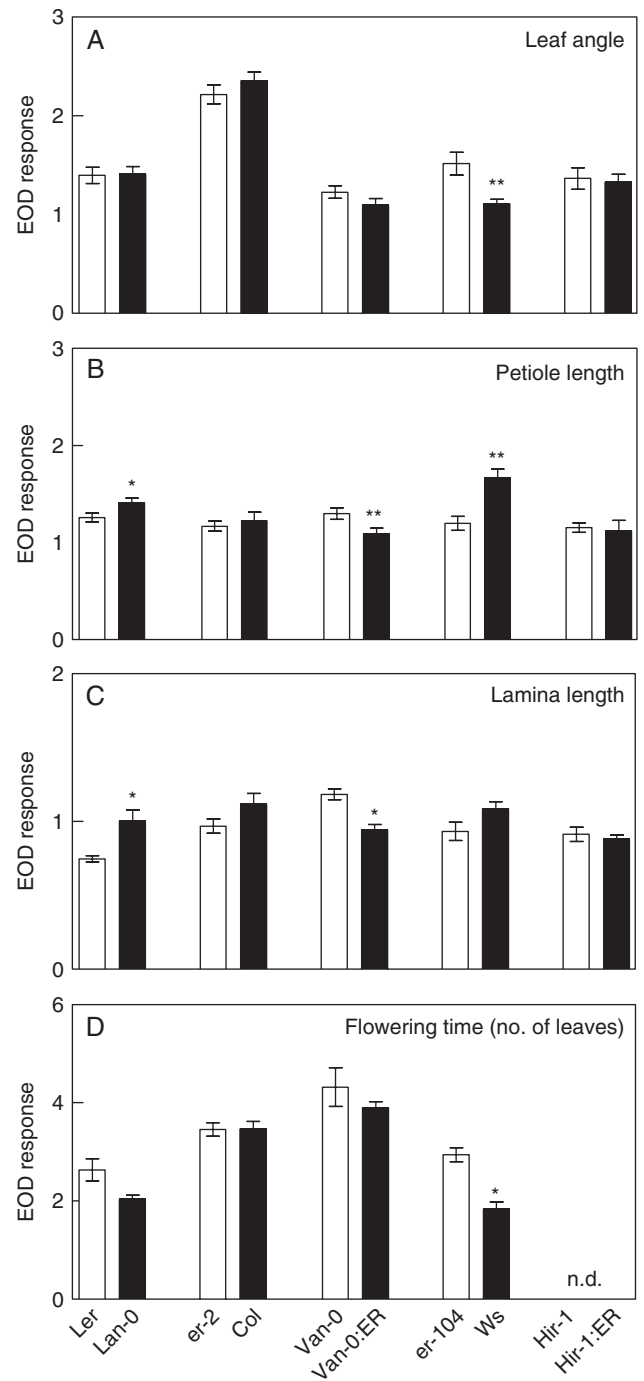 A
Leaf angle
EOD response
3
2
1
0
**
B
Petiole length
EOD response
3
2
1
0
*
**
**
C
Lamina length
EOD response
2
1
0
*
*
D
Flowering time (no. of leaves)
EOD response
6
4
2
0
*
n.d.
Ler
Lan-0
er-2
Col
Van-0
Van-0:ER
er-104
Ws
Hir-1
Hir-1:ER